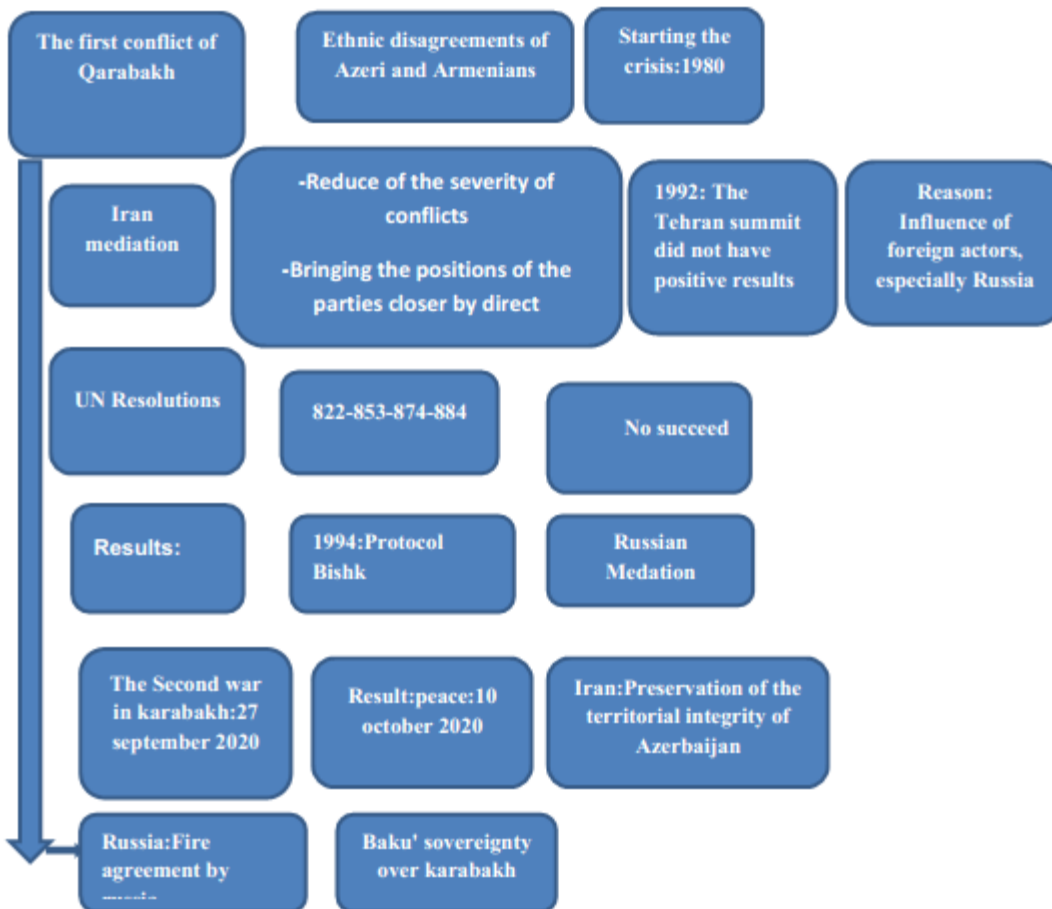 The first conflict of
Qarabakh
Ethnic disagreements of
Azeri and Armenians
Starting the
crisis:1980
Iran
mediation
-Reduce of the severity of
conflicts
-Bringing the positions of the
parties closer by direct
1992: The
Tehran summit
did not have
positive results
Reason:
Influence of
foreign actors,
especially Russia
UN Resolutions
822-853-874-884
No succeed
Results:
1994:Protocol
Bishk
Russian
Medation
The Second war
in karabakh:27
september 2020
Result:peace:10
october 2020
Iran:Preservation of the
territorial integrity of
Azerbaijan
Russia:Fire
agreement by
Baku' sovereignty
over karabakh